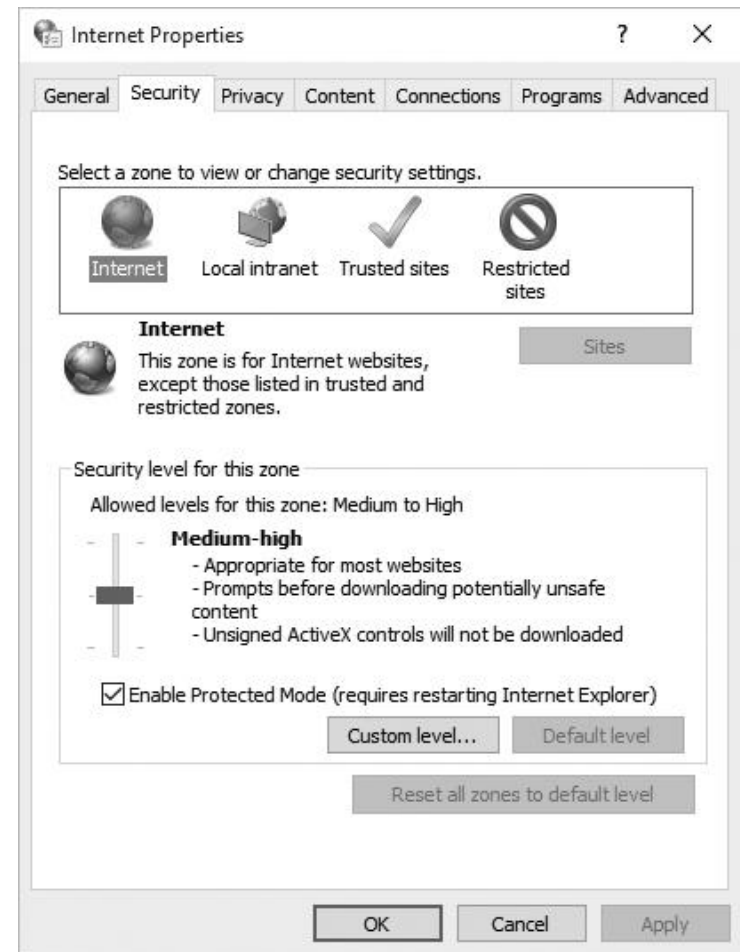 Internet Properties
?
General Security Privacy Content Connections Programs Advanced
Select a zone to view or change security settings.
Internet
Local intranet
Trusted sites
Restricted
sites
Internet
Sites
This zone is for Internet websites,
except those listed in trusted and
restricted zones.
Security level for this zone
Allowed levels for this zone: Medium to High
Medium-high
- Appropriate for most websites
- Prompts before downloading potentially unsafe
content
- Unsigned ActiveX controls will not be downloaded
Enable Protected Mode (requires restarting Internet Explorer)
Custom level...
Default level
Reset all zones to default level
OK
Cancel
Apply